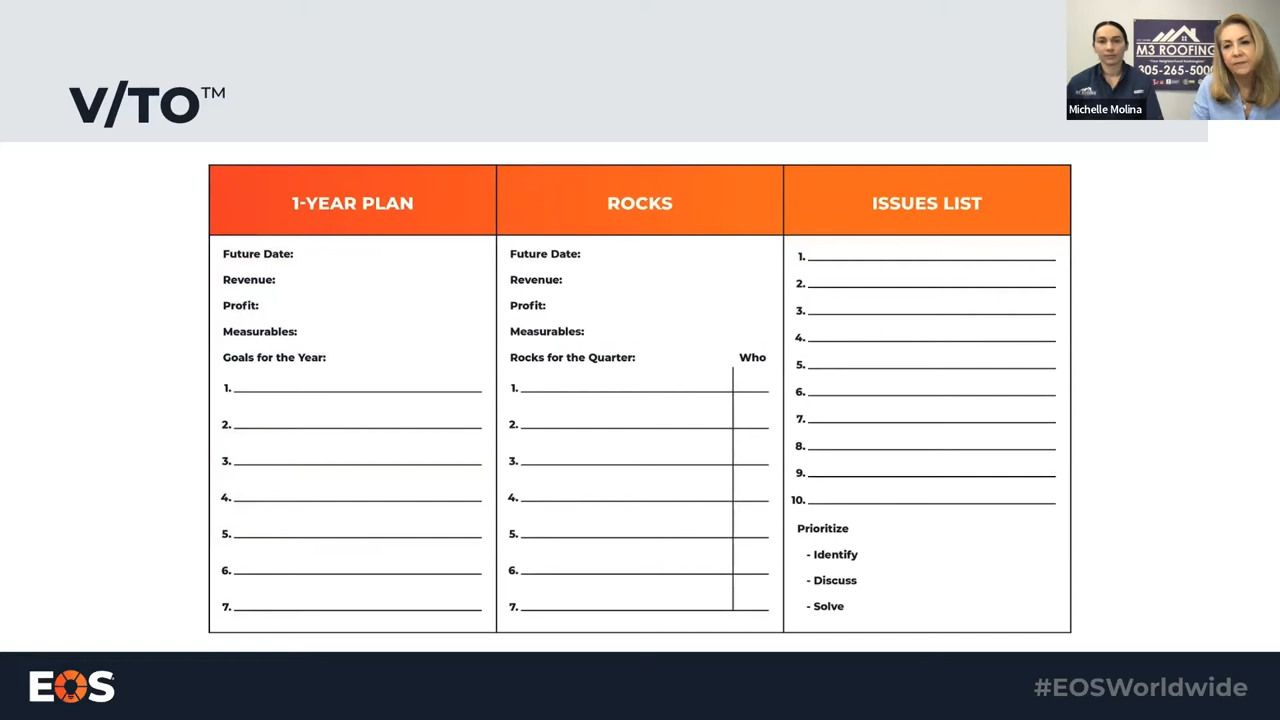 V/TO™
M3 ROOFING
305-265-5000
Michelle Molina
1-YEAR PLAN
Future Date:
Revenue:
Profit:
Measurables:
Goals for the Year:
1.
2.
3.
4.
5.
6.
7.
ROCKS
Future Date:
Revenue:
Profit:
Measurables:
Rocks for the Quarter: Who
1.
2.
3.
4.
5.
6.
7.
ISSUES LIST
1.
2.
3.
4.
5.
6.
7.
8.
9.
10.
Prioritize
- Identify
- Discuss
- Solve
EOS
#EOSWorldwide